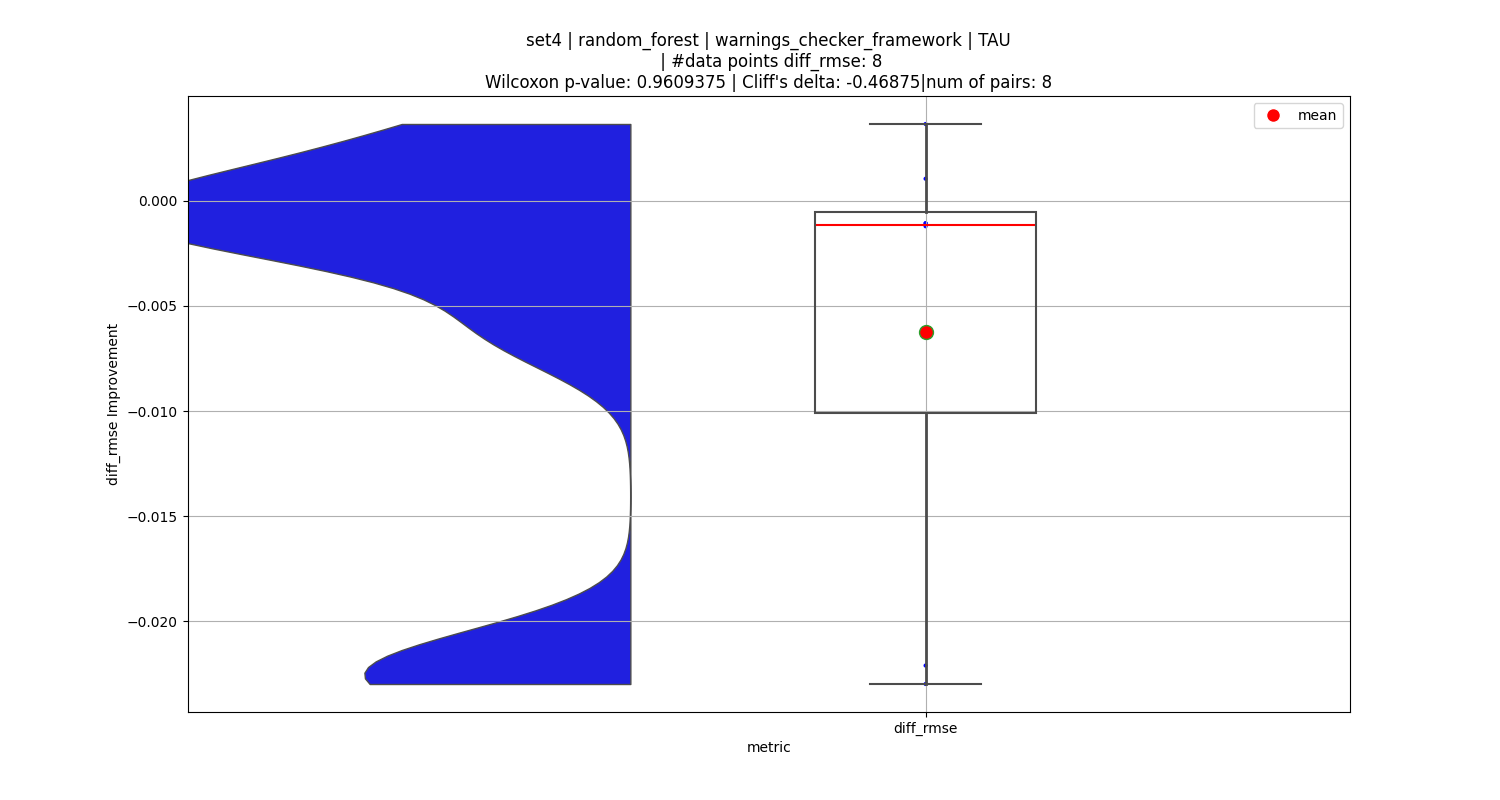 set4 | random_forest | warnings_checker_framework | TAU
| #data points diff_rmse: 8
Wilcoxon p-value: 0.9609375 | Cliff's delta: -0.46875|num of pairs: 8
mean
0.000
−0.005
−0.010
−0.015
−0.020
diff_rmse Improvement
diff_rmse
metric